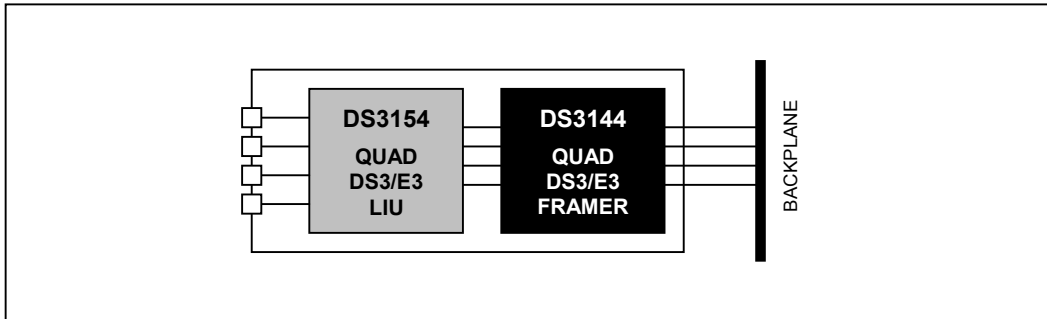 DS3154
QUAD
DS3/E3
LIU
DS3144
QUAD
DS3/E3
FRAMER
BACKPLANE